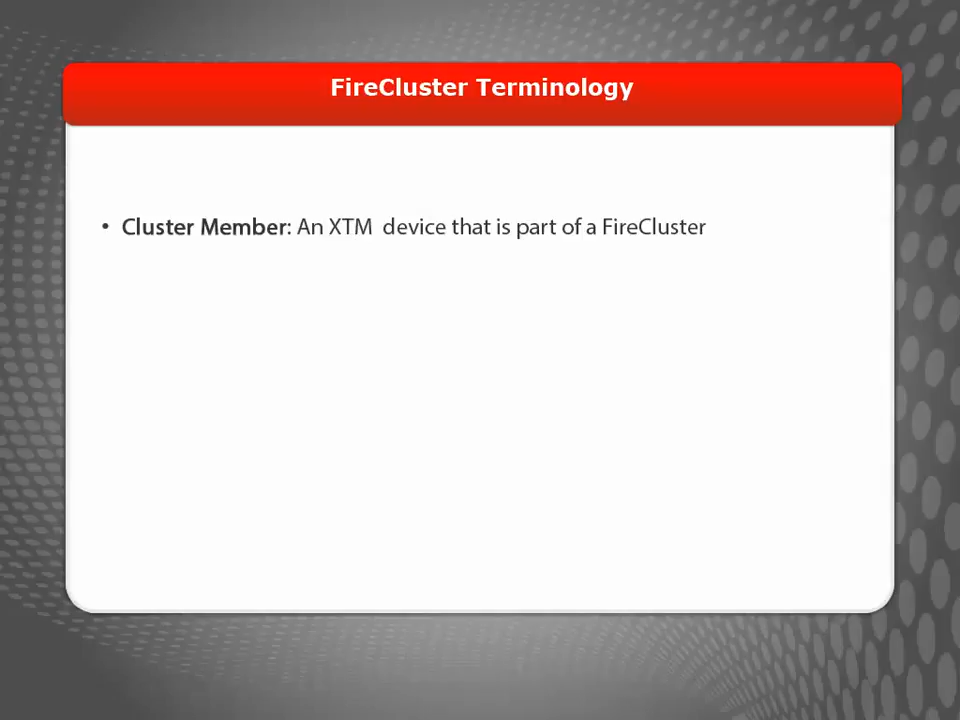 FireCluster Terminology
• Cluster Member: An XTM  device that is part of a FireCluster